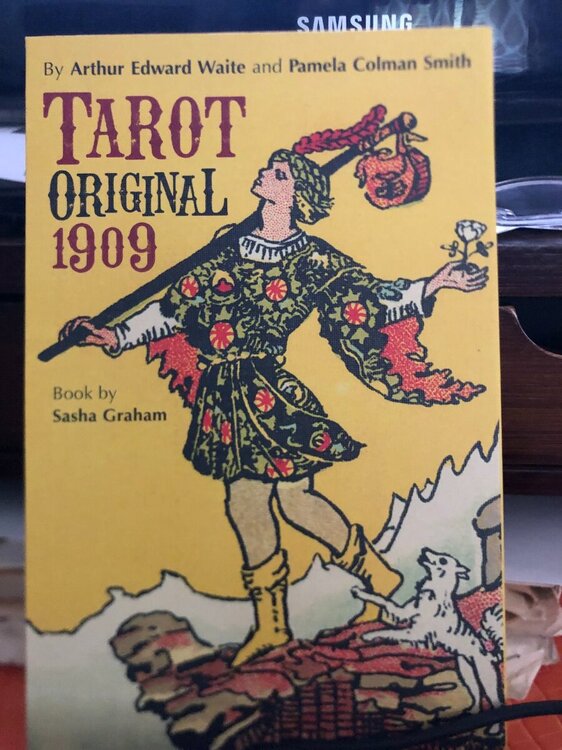 SAMSUNG
By Arthur Edward Waite and Pamela Colman Smith
TAROT
ORIGINAL
1909
Book by
Sasha Graham